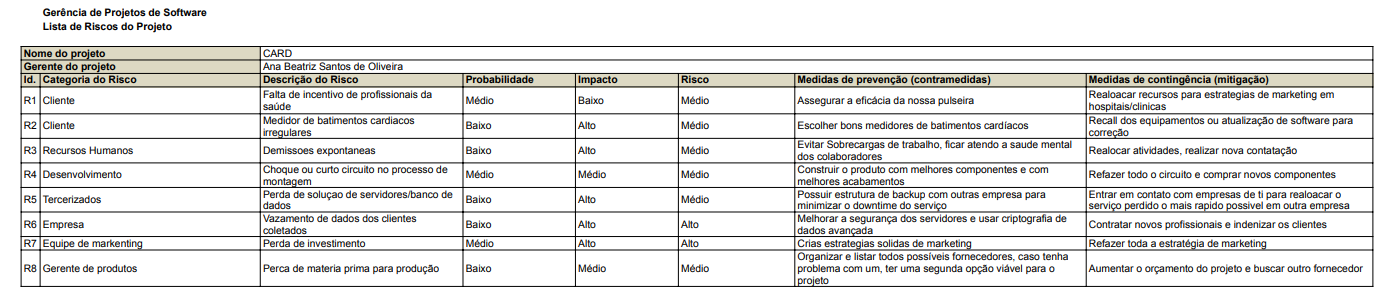 Gerência de Projetos de Software
Lista de Riscos do Projeto
Nome do projeto CARD
Gerente do projeto Ana Beatriz Santos de Oliveira
Id. Categoria do Risco Descrição do Risco Probabilidade Impacto Risco Medidas de prevenção (contramedidas) Medidas de contingência (mitigação)
R1 Cliente Falta de incentivo de profissionais da saúde Médio Baixo Médio Assegurar a eficácia da nossa pulseira Realoacar recursos para estrategias de marketing em hospitais/clinicas
R2 Cliente Medidor de batimentos cardiacos irregulares Baixo Alto Médio Escolher bons medidores de batimentos cardíacos Recall dos equipamentos ou atualização de software para correção
R3 Recursos Humanos Demissoes expontaneas Baixo Alto Médio Evitar Sobrecargas de trabalho, ficar atendo a saude mental dos colaboradores Realocar atividades, realizar nova contatação
R4 Desenvolvimento Choque ou curto circuito no processo de montagem Médio Médio Médio Construir o produto com melhores componentes e com melhores acabamentos Refazer todo o circuito e comprar novos componentes
R5 Tercerizados Perda de soluçao de servidores/banco de dados Baixo Alto Médio Possuir estrutura de backup com outras empresa para minimizar o downtime do serviço Entrar em contato com empresas de ti para realoacar o serviço perdido o mais rapido possivel em outra empresa
R6 Empresa Vazamento de dados dos clientes coletados Baixo Alto Alto Melhorar a segurança dos servidores e usar criptografia de dados avançada Contratar novos profissionais e indenizar os clientes
R7 Equipe de markenting Perda de investimento Médio Alto Alto Crias estrategias solidas de marketing Refazer toda a estratégia de marketing
R8 Gerente de produtos Perca de materia prima para produção Baixo Médio Médio Organizar e listar todos possíveis fornecedores, caso tenha problema com um, ter uma segunda opção viável para o projeto Aumentar o orçamento do projeto e buscar outro fornecedor